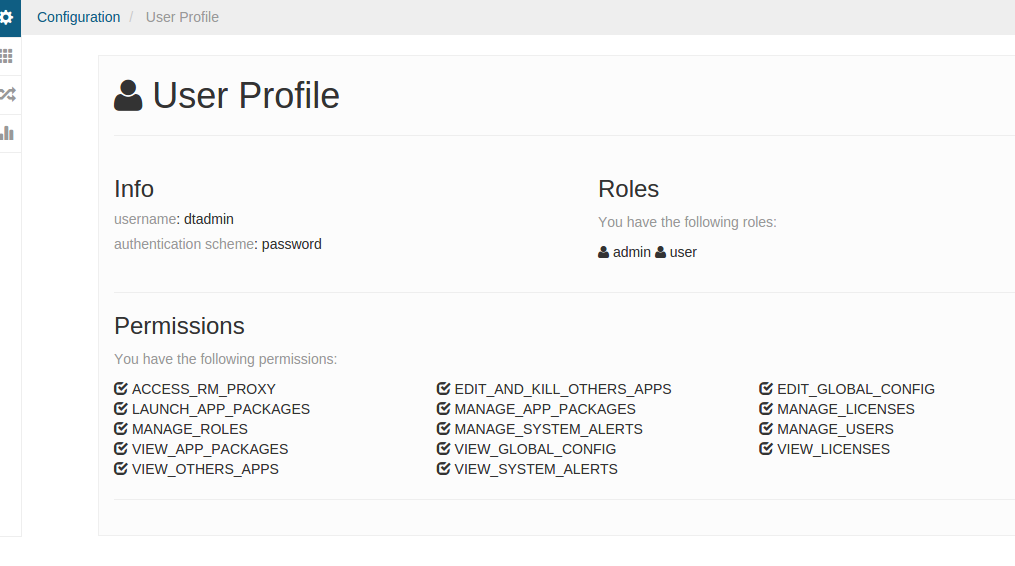 Configuration / User Profile
User Profile
Info
username: dtadmin
authentication scheme: password
Roles
You have the following roles:
admin user
Permissions
You have the following permissions:
ACCESS_RM_PROXY EDIT_AND_KILL_OTHERS_APPS EDIT_GLOBAL_CONFIG
LAUNCH_APP_PACKAGES MANAGE_APP_PACKAGES MANAGE_LICENSES
MANAGE_ROLES MANAGE_SYSTEM_ALERTS MANAGE_USERS
VIEW_APP_PACKAGES VIEW_GLOBAL_CONFIG VIEW_LICENSES
VIEW_OTHERS_APPS VIEW_SYSTEM_ALERTS